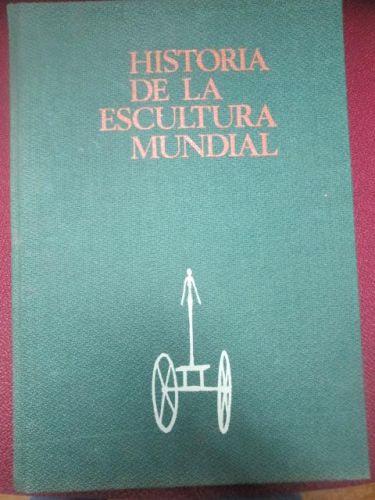 HISTORIA
DE LA
ESCULTURA
MUNDIAL